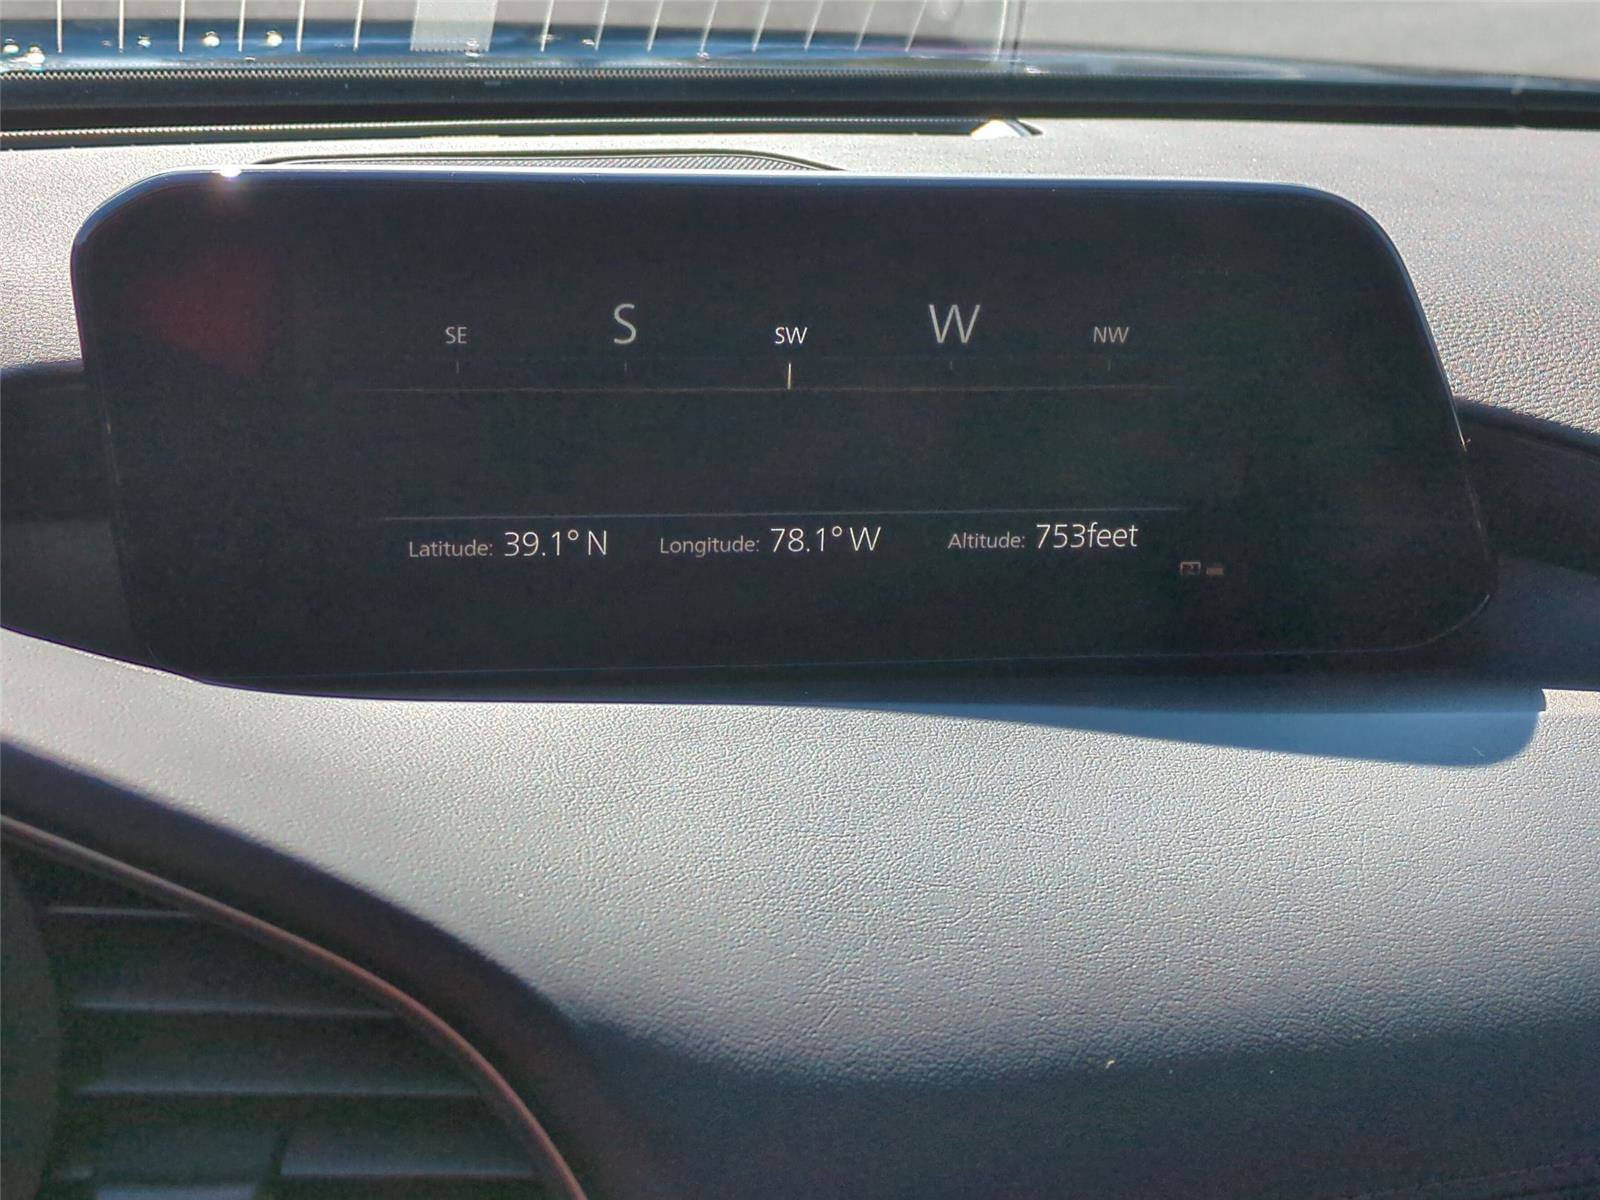 SE S SW W NW
Latitude: 39.1° N Longitude: 78.1° W Altitude: 753feet